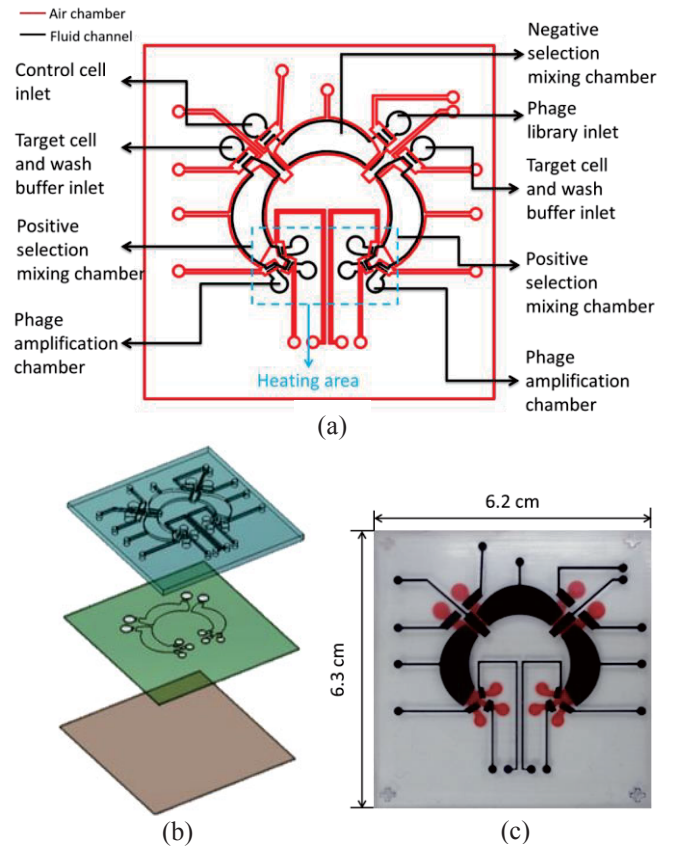 Air chamber
Fluid channel
Control cell
inlet
Target cell
and wash
buffer inlet
Positive
selection
mixing chamber
Phage
amplification
chamber
Negative
selection
mixing chamber
Phage
library inlet
Target cell
and wash
buffer inlet
Positive
selection
mixing chamber
Phage
amplification
chamber
Heating area
(a)
(b)
6.2 cm
6.3 cm
(c)